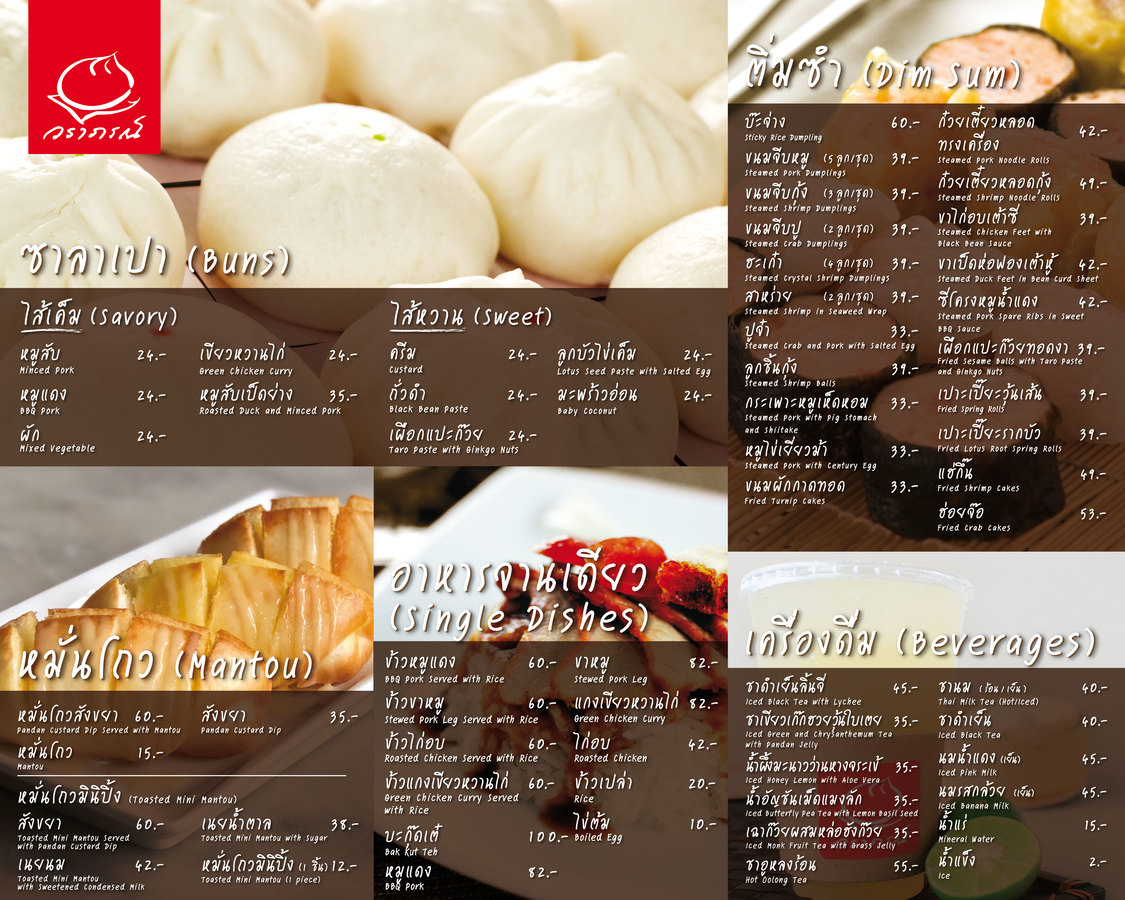 วราภรณ์
ซาลาเปา (Buns)
ไส้เค็ม (Savory)
หมูสับ 24.-
Minced Pork
หมูแดง 24.-
BBQ Pork
ผัก 24.-
Mixed Vegetable
เขียวหวานไก่ 24.-
Green Chicken Curry
หมูสับเป็ดย่าง 35.-
Roasted Duck and Minced Pork
ไส้หวาน (Sweet)
ครีม 24.-
Custard
ถั่วดำ 24.-
Black Bean Paste
เผือกแปะก๊วย 24.-
Taro Paste with Ginkgo Nuts
ลูกบัวไข่เค็ม 24.-
Lotus Seed Paste with Salted Egg
มะพร้าวอ่อน 24.-
Baby Coconut
หมั่นโถว (Mantou)
หมั่นโถวสังขยา 60.-
Pandan Custard Dip Served with Mantou
หมั่นโถว 15.-
Mantou
สังขยา 35.-
Pandan Custard Dip
หมั่นโถวมินิปิ้ง (Toasted Mini Mantou)
สังขยา 60.-
Toasted Mini Mantou Served
with Pandan Custard Dip
เนยนม 42.-
Toasted Mini Mantou
with Sweetened Condensed Milk
เนยน้ำตาล 38.-
Toasted Mini Mantou with Sugar
หมั่นโถวมินิปิ้ง (1 ชิ้น) 12.-
Toasted Mini Mantou (1 piece)
อาหารจานเดียว
(Single Dishes)
ข้าวหมูแดง 60.-
BBQ Pork Served with Rice
ข้าวขาหมู 60.-
Stewed Pork Leg Served with Rice
ข้าวไก่อบ 60.-
Roasted Chicken Served with Rice
ข้าวแกงเขียวหวานไก่ 60.-
Green Chicken Curry Served
with Rice
บะกุ๊ดเต๋ 100.-
Bak Kut Teh
หมูแดง 82.-
BBQ Pork
ขาหมู 82.-
Stewed Pork Leg
แกงเขียวหวานไก่ 82.-
Green Chicken Curry
ไก่อบ 42.-
Roasted Chicken
ข้าวเปล่า 20.-
Rice
ไข่ต้ม 10.-
Boiled Egg
ติ่มซำ (Dim Sum)
บ๊ะจ่าง 60.-
Sticky Rice Dumpling
ขนมจีบหมู (5 ลูก/ชุด) 39.-
Steamed Pork Dumplings
ขนมจีบกุ้ง (3 ลูก/ชุด) 39.-
Steamed Shrimp Dumplings
ขนมจีบปู (2 ลูก/ชุด) 39.-
Steamed Crab Dumplings
ฮะเก๋า (4 ลูก/ชุด) 39.-
Steamed Crystal Shrimp Dumplings
สาหร่าย (2 ลูก/ชุด) 39.-
Steamed Shrimp in Seaweed Wrap
ปูจ๋า 33.-
Steamed Crab and Pork with Salted Egg
ลูกชิ้นกุ้ง 39.-
Steamed Shrimp Balls
กระเพาะหมูเห็ดหอม 33.-
Steamed Pork with Pig Stomach
and Shiitake
หมูไข่เยี่ยวม้า 33.-
Steamed Pork with Century Egg
ขนมผักกาดทอด 33.-
Fried Turnip Cakes
ก๋วยเตี๋ยวหลอด
ทรงเครื่อง 42.-
Steamed Pork Noodle Rolls
ก๋วยเตี๋ยวหลอดกุ้ง 49.-
Steamed Shrimp Noodle Rolls
ขาไก่อบเต้าซี่ 39.-
Steamed Chicken Feet with
Black Bean Sauce
ขาเป็ดห่อฟองเต้าหู้ 42.-
Steamed Duck Feet in Bean Curd Sheet
ซี่โครงหมูน้ำแดง 42.-
Steamed Pork Spare Ribs in Sweet
BBQ Sauce
เผือกแปะก๊วยทอดงา 39.-
Fried Sesame Balls with Taro Paste
and Ginkgo Nuts
เปาะเปี๊ยะวุ้นเส้น 39.-
Fried Spring Rolls
เปาะเปี๊ยะรากบัว 39.-
Fried Lotus Root Spring Rolls
แฮ่กึ๊น 49.-
Fried Shrimp Cakes
ฮ่อยจ๊อ 53.-
Fried Crab Cakes
เครื่องดื่ม (Beverages)
ชาดำเย็นลิ้นจี่ 45.-
Iced Black Tea with Lychee
ชาเขียวเก๊กฮวยวุ้นใบเตย 35.-
Iced Green and Chrysanthemum Tea
with Pandan Jelly
น้ำผึ้งมะนาวว่านหางจระเข้ 35.-
Iced Honey Lemon with Aloe Vera
น้ำอัญชันเม็ดแมงลัก 35.-
Iced Butterfly Pea Tea with Lemon Basil Seed
เฉาก๊วยผสมหล่อฮังก๊วย 35.-
Iced Monk Fruit Tea with Grass Jelly
ชาอูหลงร้อน 55.-
Hot Oolong Tea
ชานม (ร้อน/เย็น) 40.-
Thai Milk Tea (Hot/Iced)
ชาดำเย็น 40.-
Iced Black Tea
นมน้ำแดง (เย็น) 45.-
Iced Pink Milk
นมรสกล้วย (เย็น) 45.-
Iced Banana Milk
น้ำแร่ 15.-
Mineral Water
น้ำแข็ง 2.-
Ice